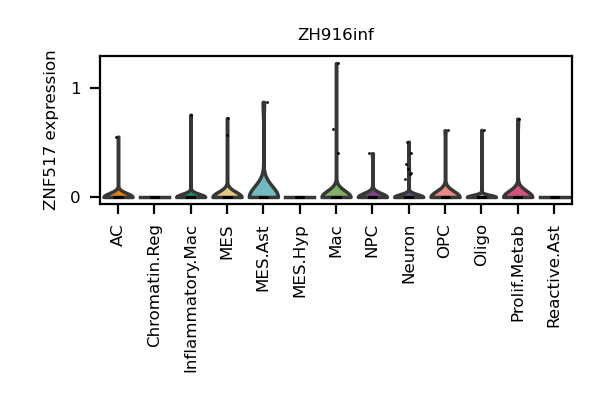 ZH916inf
ZNF517 expression
1
0
AC
Chromatin.Reg
Inflammatory.Mac
MES
MES.Ast
MES.Hyp
Mac
NPC
Neuron
OPC
Oligo
Prolif.Metab
Reactive.Ast